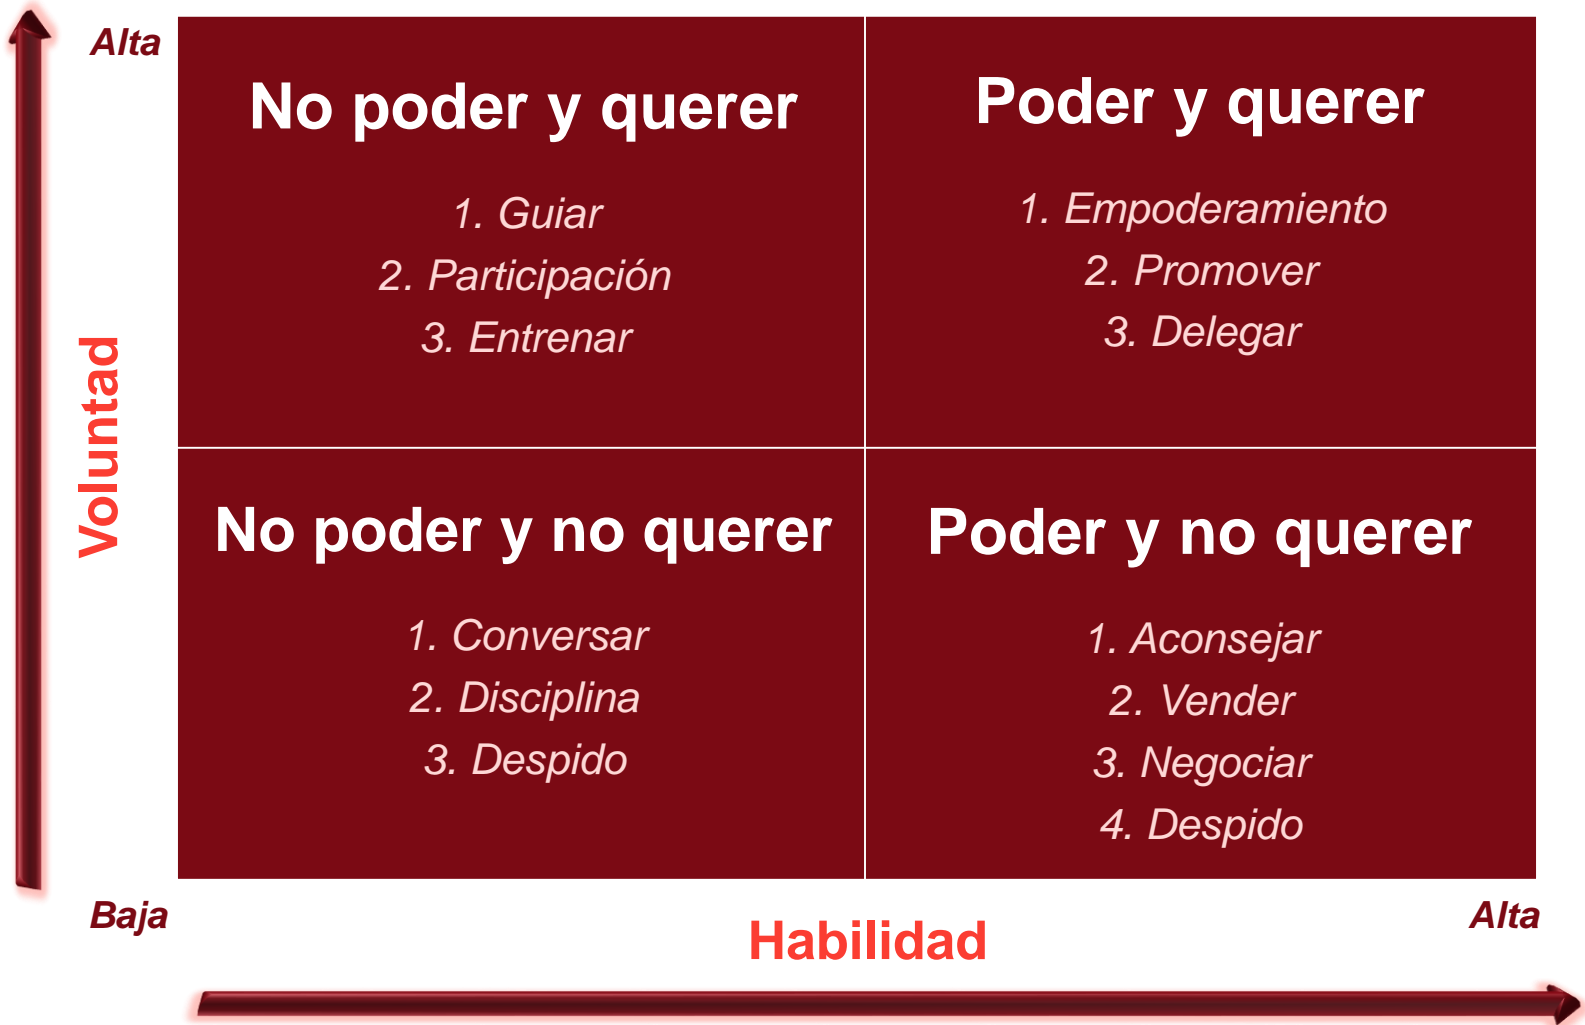 Alta
No poder y querer
1. Guiar
2. Participación
3. Entrenar
Poder y querer
1. Empoderamiento
2. Promover
3. Delegar
Voluntad
No poder y no querer
1. Conversar
2. Disciplina
3. Despido
Poder y no querer
1. Aconsejar
2. Vender
3. Negociar
4. Despido
Baja
Habilidad
Alta